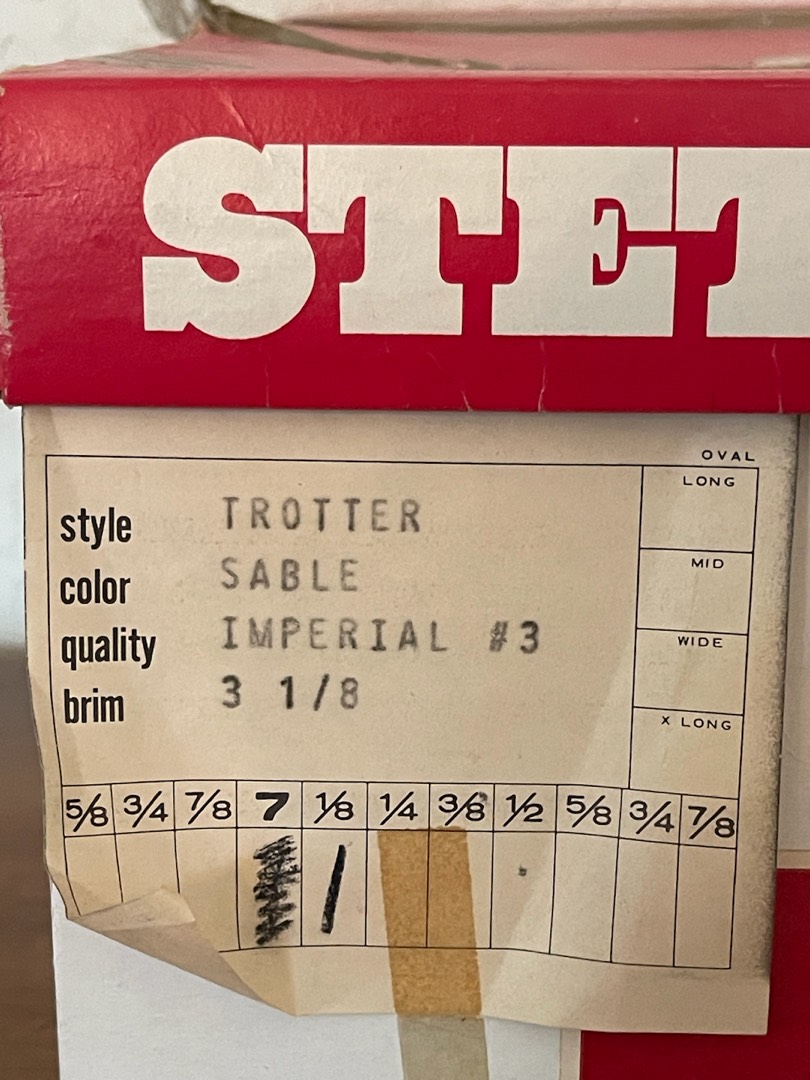 STET
OVAL
LONG
MID
WIDE
X LONG
style TROTTER
color SABLE
quality IMPERIAL #3
brim 3 1/8
5/8 3/4 7/8 7 1/8 1/4 3/8 1/2 5/8 3/4 7/8